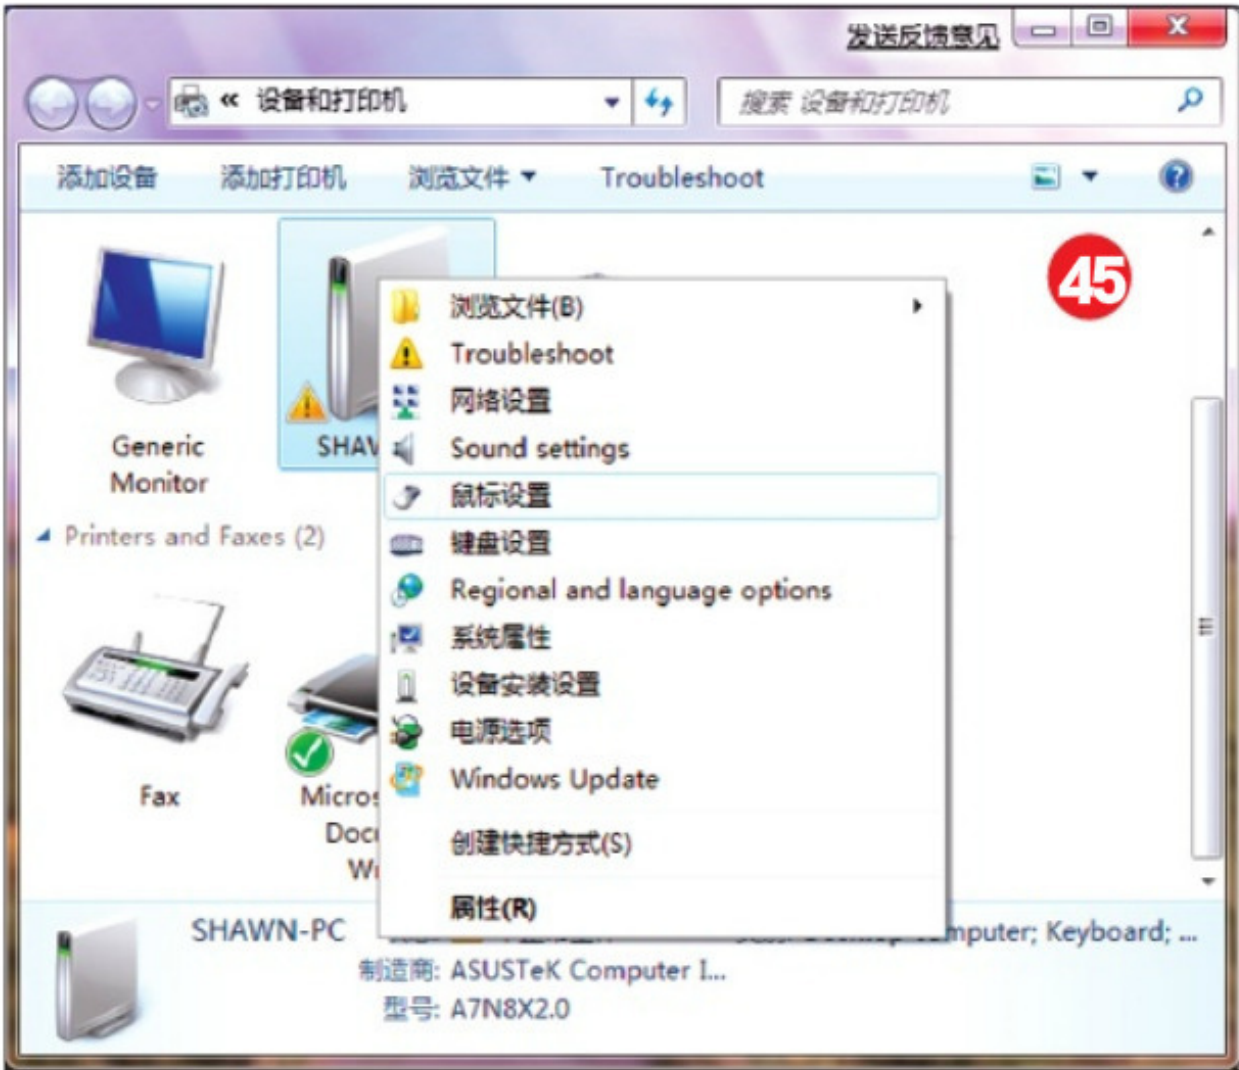 发送反馈意见
« 设备和打印机
搜索 设备和打印机
添加设备 添加打印机 浏览文件 Troubleshoot
45
浏览文件(B)
Troubleshoot
网络设置
Sound settings
鼠标设置
键盘设置
Regional and language options
系统属性
设备安装设置
电源选项
Windows Update
创建快捷方式(S)
属性(R)
Generic
Monitor
SHAW
Printers and Faxes (2)
Fax
Micros
Docu
Wr
SHAWN-PC
mputer; Keyboard; ...
制造商: ASUSTeK Computer I...
型号: A7N8X2.0